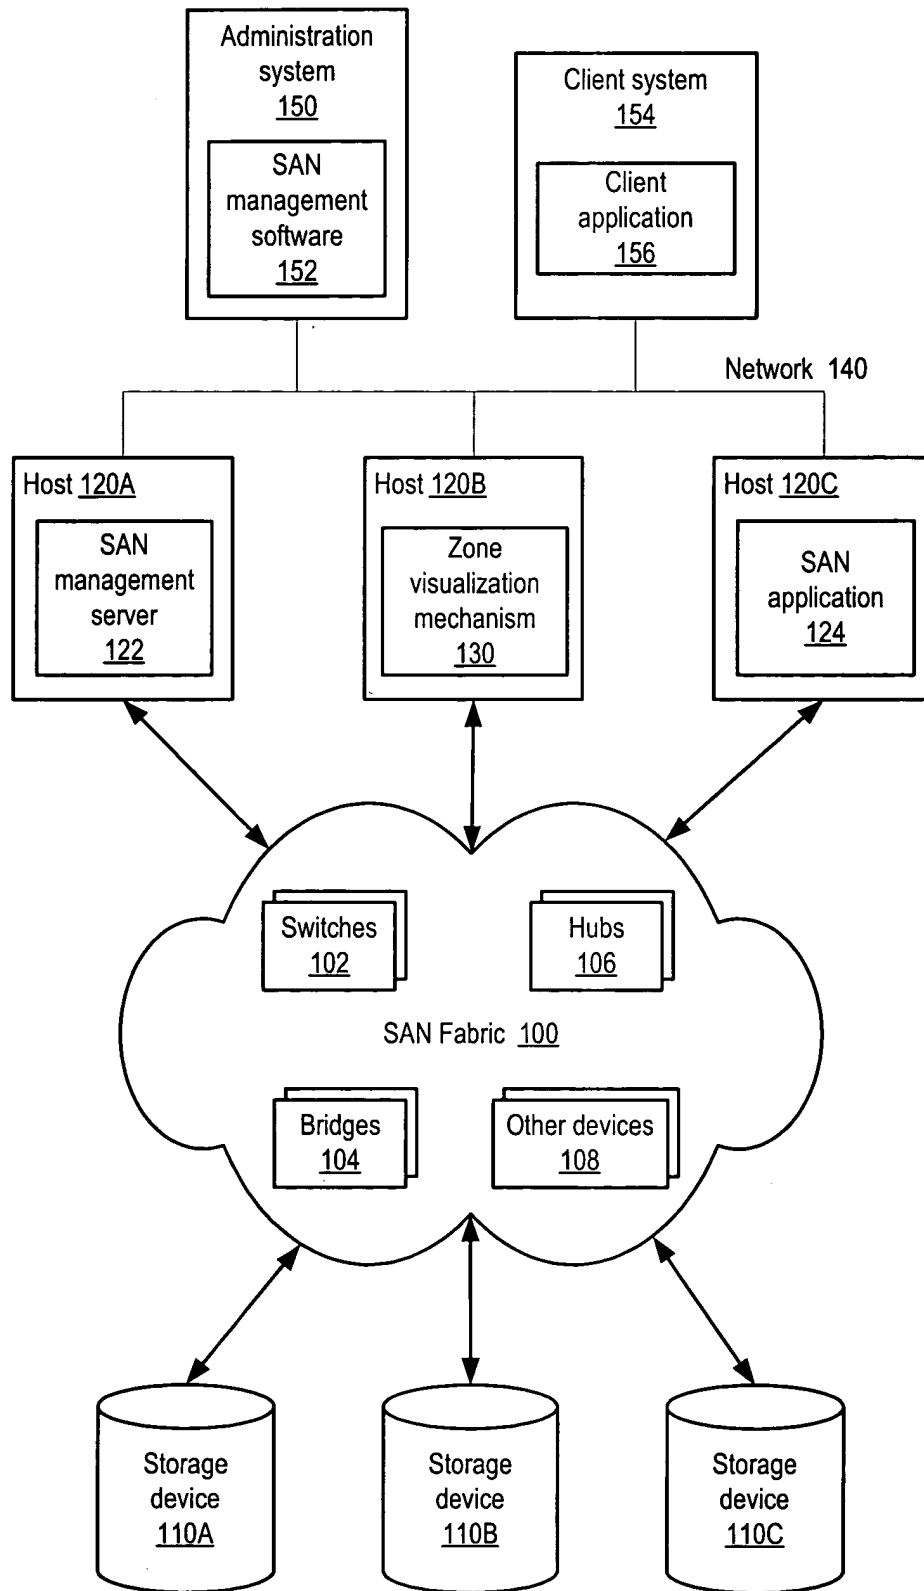 Administration
system
150
SAN
management
software
152
Client system
154
Client
application
156
Network 140
Host 120A
SAN
management
server
122
Host 120B
Zone
visualization
mechanism
130
Host 120C
SAN
application
124
Switches
102
Hubs
106
SAN Fabric 100
Bridges
104
Other devices
108
Storage
device
110A
Storage
device
110B
Storage
device
110C